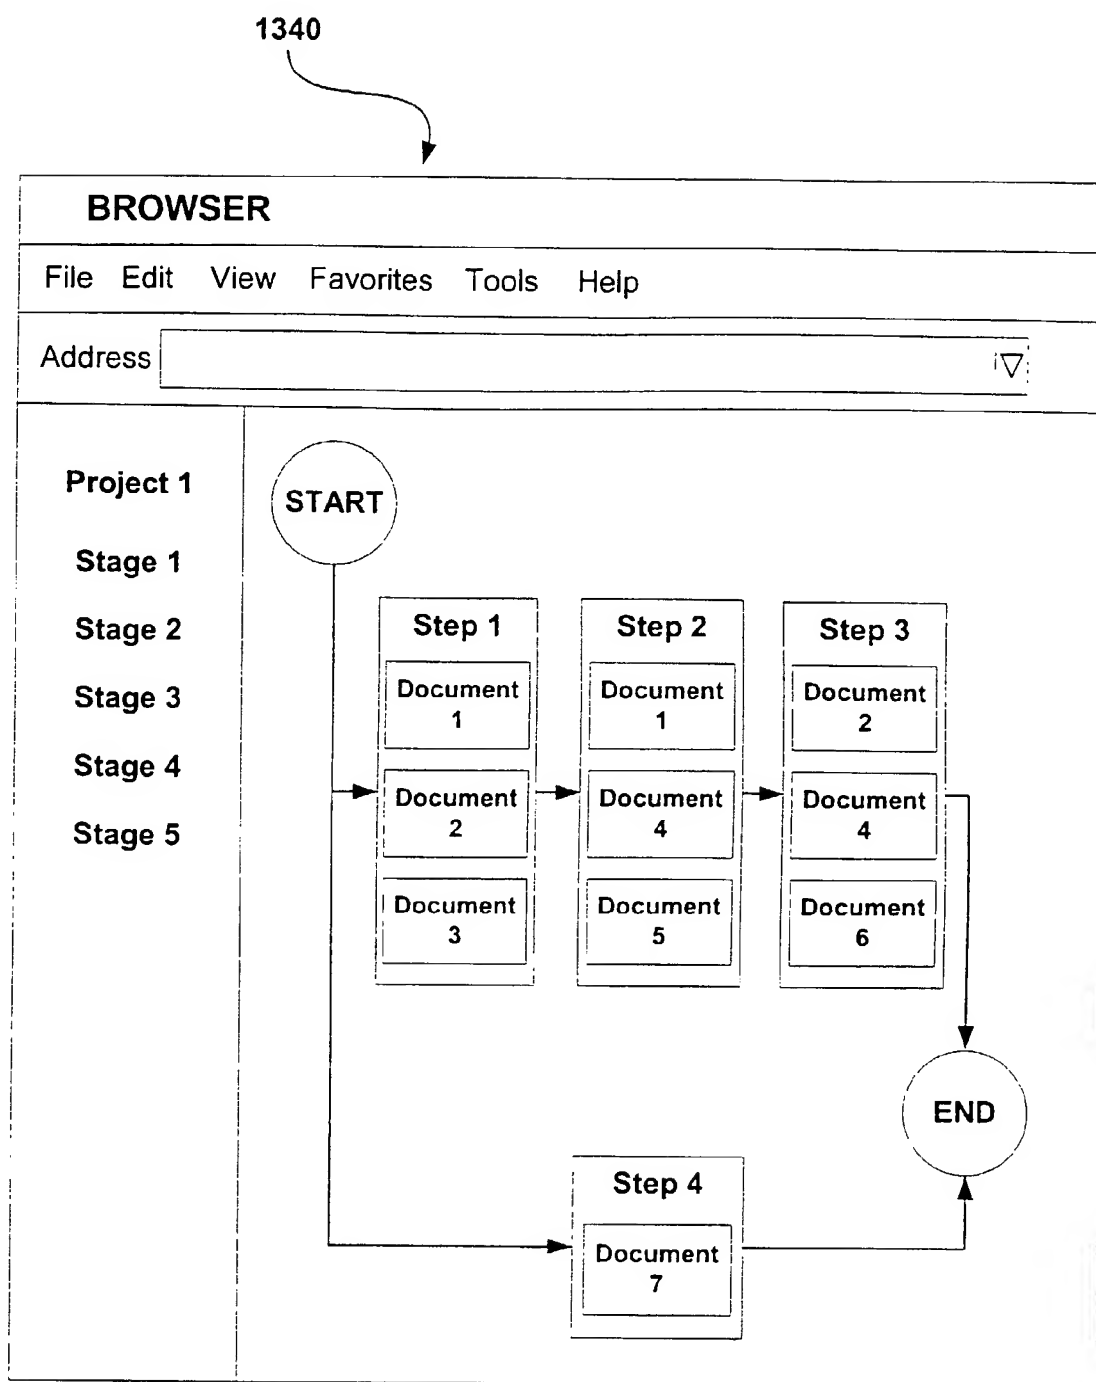 1340
BROWSER
File Edit View Favorites Tools Help
Address
Project 1
Stage 1
Stage 2
Stage 3
Stage 4
Stage 5
START
Step 1
Document
1
Document
2
Document
3
Step 2
Document
1
Document
4
Document
5
Step 3
Document
2
Document
4
Document
6
END
Step 4
Document
7